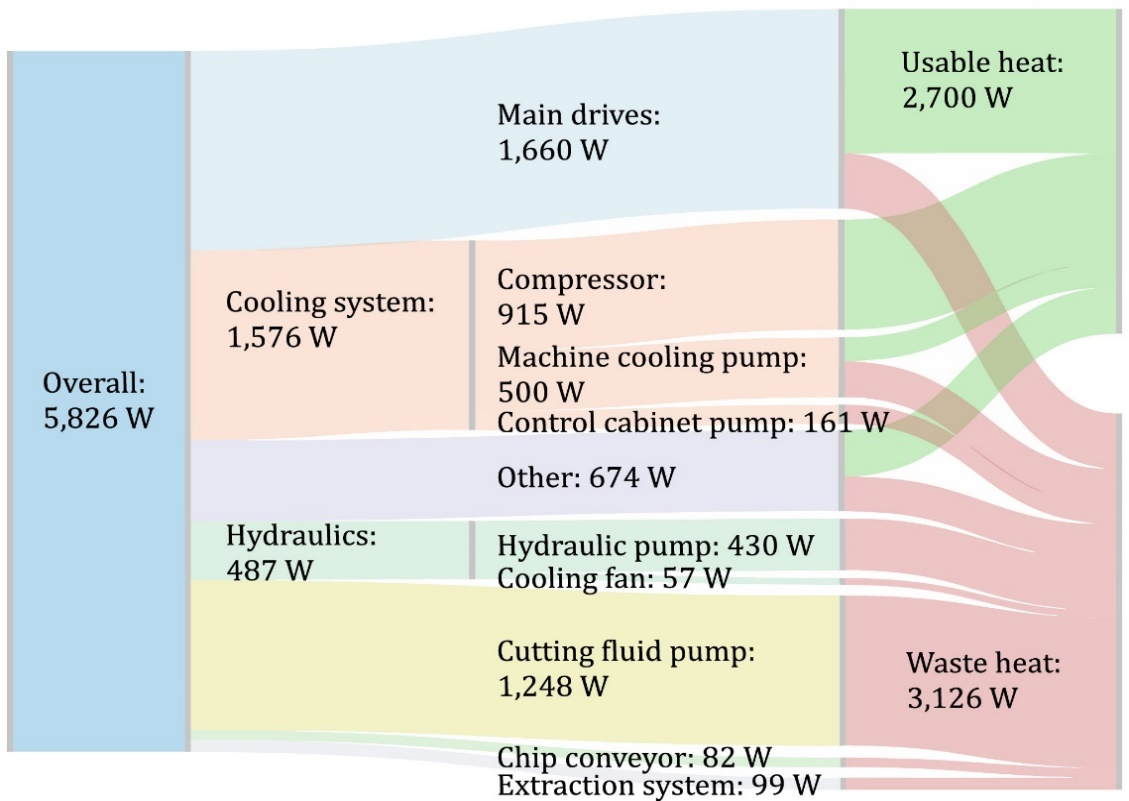 Overall:
5,826 W
Main drives:
1,660 W
Cooling system:
1,576 W
Compressor:
915 W
Machine cooling pump:
500 W
Control cabinet pump: 161 W
Other: 674 W
Hydraulics:
487 W
Hydraulic pump: 430 W
Cooling fan: 57 W
Cutting fluid pump:
1,248 W
Chip conveyor: 82 W
Extraction system: 99 W
Usable heat:
2,700 W
Waste heat:
3,126 W